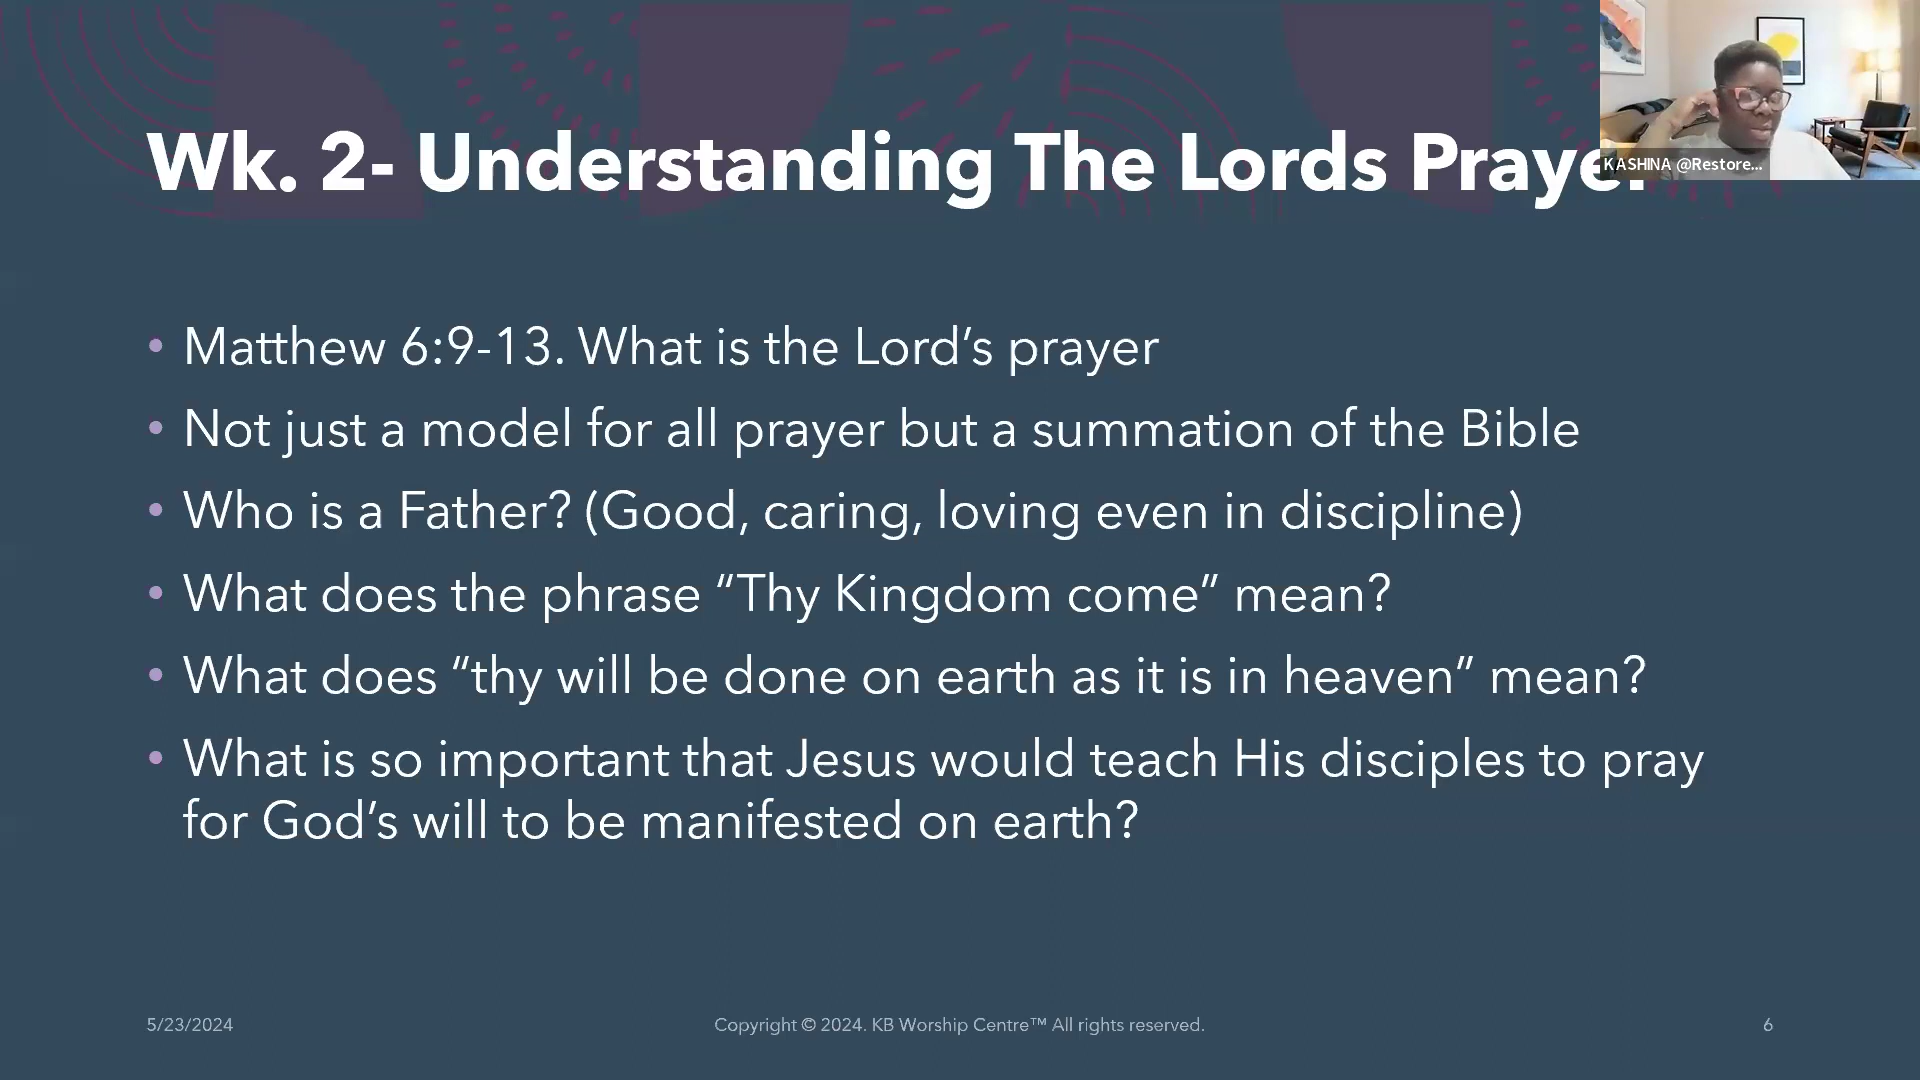 KASHINA @Restore...
Wk. 2- Understanding The Lords Prayer
• Matthew 6:9-13. What is the Lord’s prayer
• Not just a model for all prayer but a summation of the Bible
• Who is a Father? (Good, caring, loving even in discipline)
• What does the phrase “Thy Kingdom come” mean?
• What does “thy will be done on earth as it is in heaven” mean?
• What is so important that Jesus would teach His disciples to pray
for God’s will to be manifested on earth?
5/23/2024
Copyright © 2024. KB Worship Centre™ All rights reserved.
6